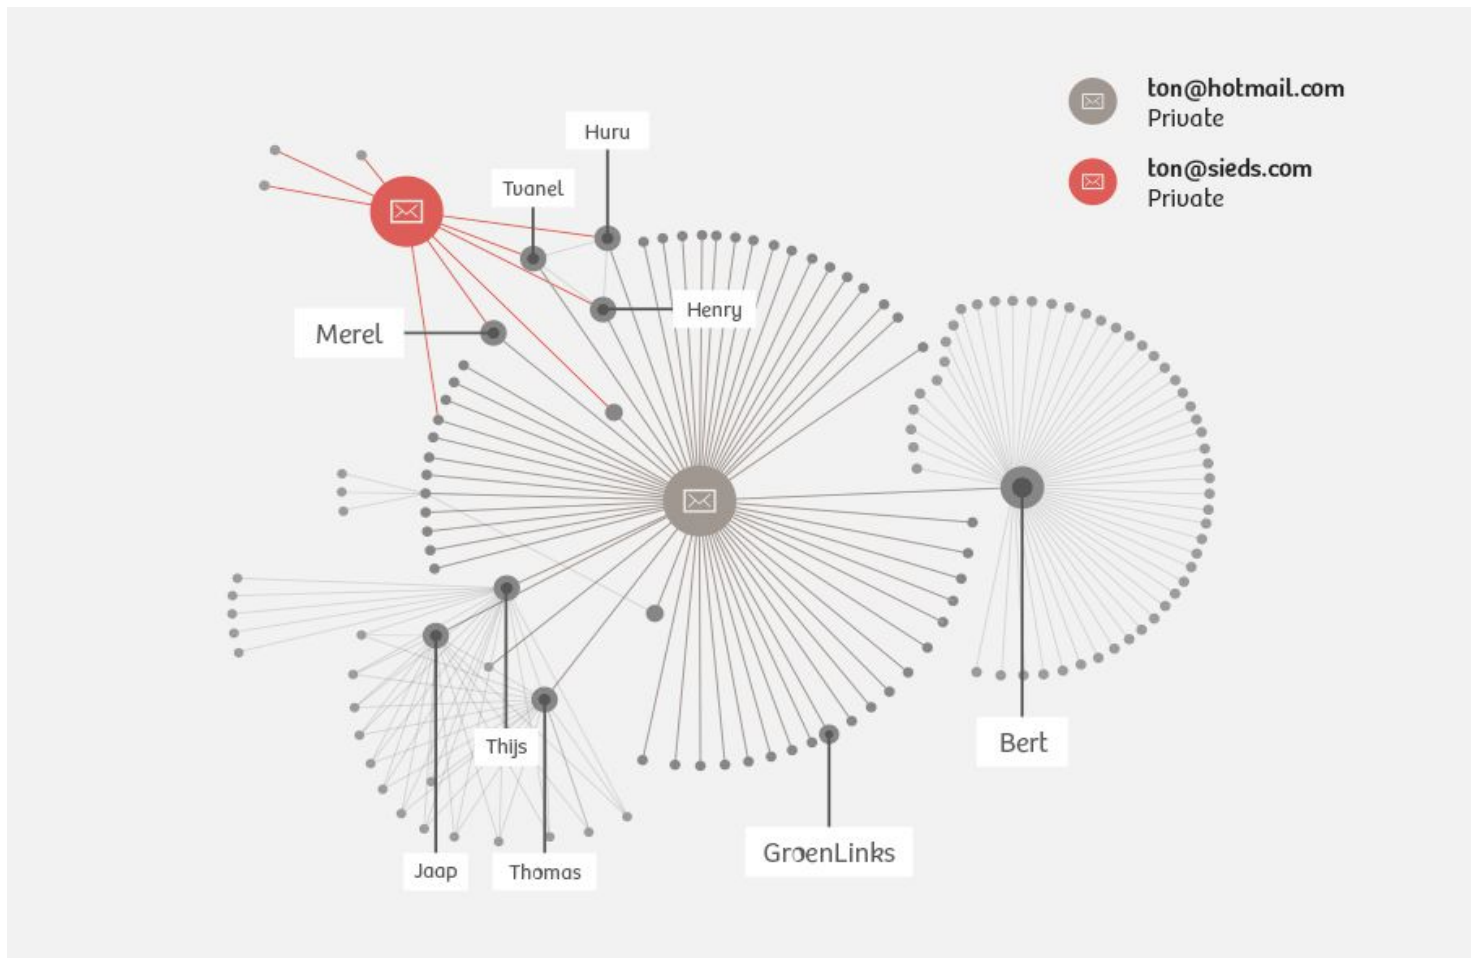 ton@hotmail.com
Private
ton@sieds.com
Private
Huru
Tvanel
Henry
Merel
Thijs
Bert
GroenLinks
Jaap
Thomas